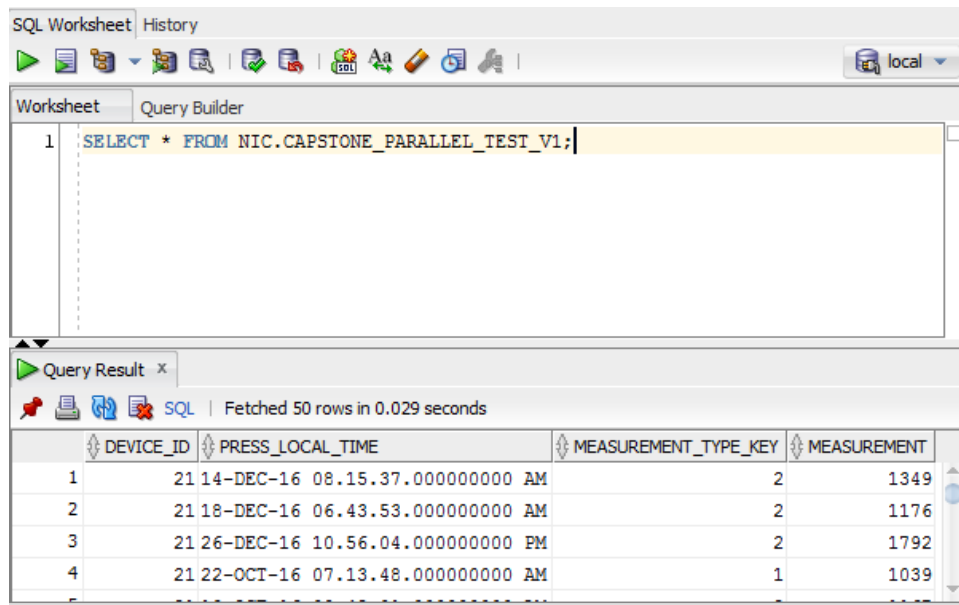 SQL Worksheet History
local
Worksheet Query Builder
1 SELECT * FROM NIC.CAPSTONE_PARALLEL_TEST_V1;
Query Result x
SQL | Fetched 50 rows in 0.029 seconds
DEVICE_ID PRESS_LOCAL_TIME MEASUREMENT_TYPE_KEY MEASUREMENT
1 21 14-DEC-16 08.15.37.000000000 AM 2 1349
2 21 18-DEC-16 06.43.53.000000000 AM 2 1176
3 21 26-DEC-16 10.56.04.000000000 PM 2 1792
4 21 22-OCT-16 07.13.48.000000000 AM 1 1039